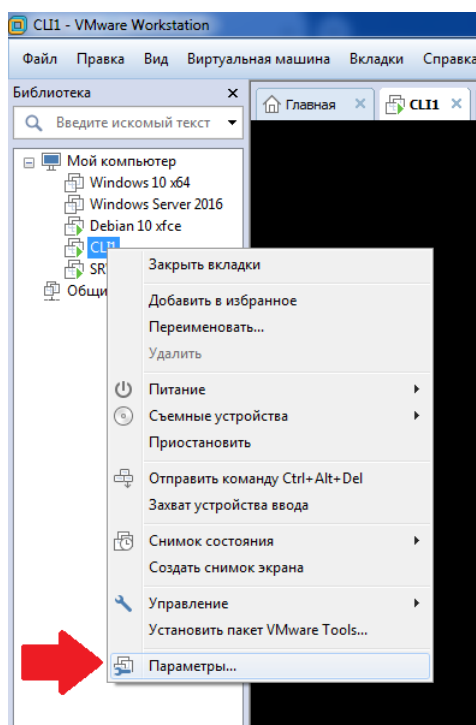 CLI1 - VMware Workstation
Файл Правка Вид Виртуальная машина Вкладки Справка
Библиотека
Главная
CLI1
Введите искомый текст
Мой компьютер
Windows 10 x64
Windows Server 2016
Debian 10 xfce
CLI1
SR
Общи
Закрыть вкладки
Добавить в избранное
Переименовать...
Удалить
Питание
Съемные устройства
Приостановить
Отправить команду Ctrl+Alt+Del
Захват устройства ввода
Снимок состояния
Создать снимок экрана
Управление
Установить пакет VMware Tools...
Параметры...